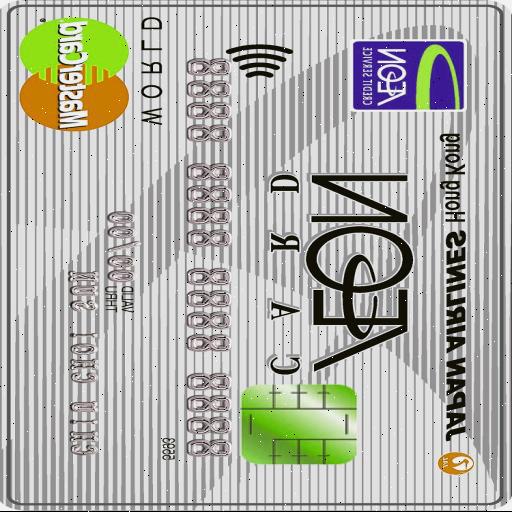 JAPAN AIRLINES Hong Kong
AEON
CREDIT SERVICE
AEON
CARD
8888 8888 8888 8888
WORLD
VALID
THRU
00/00
MasterCard